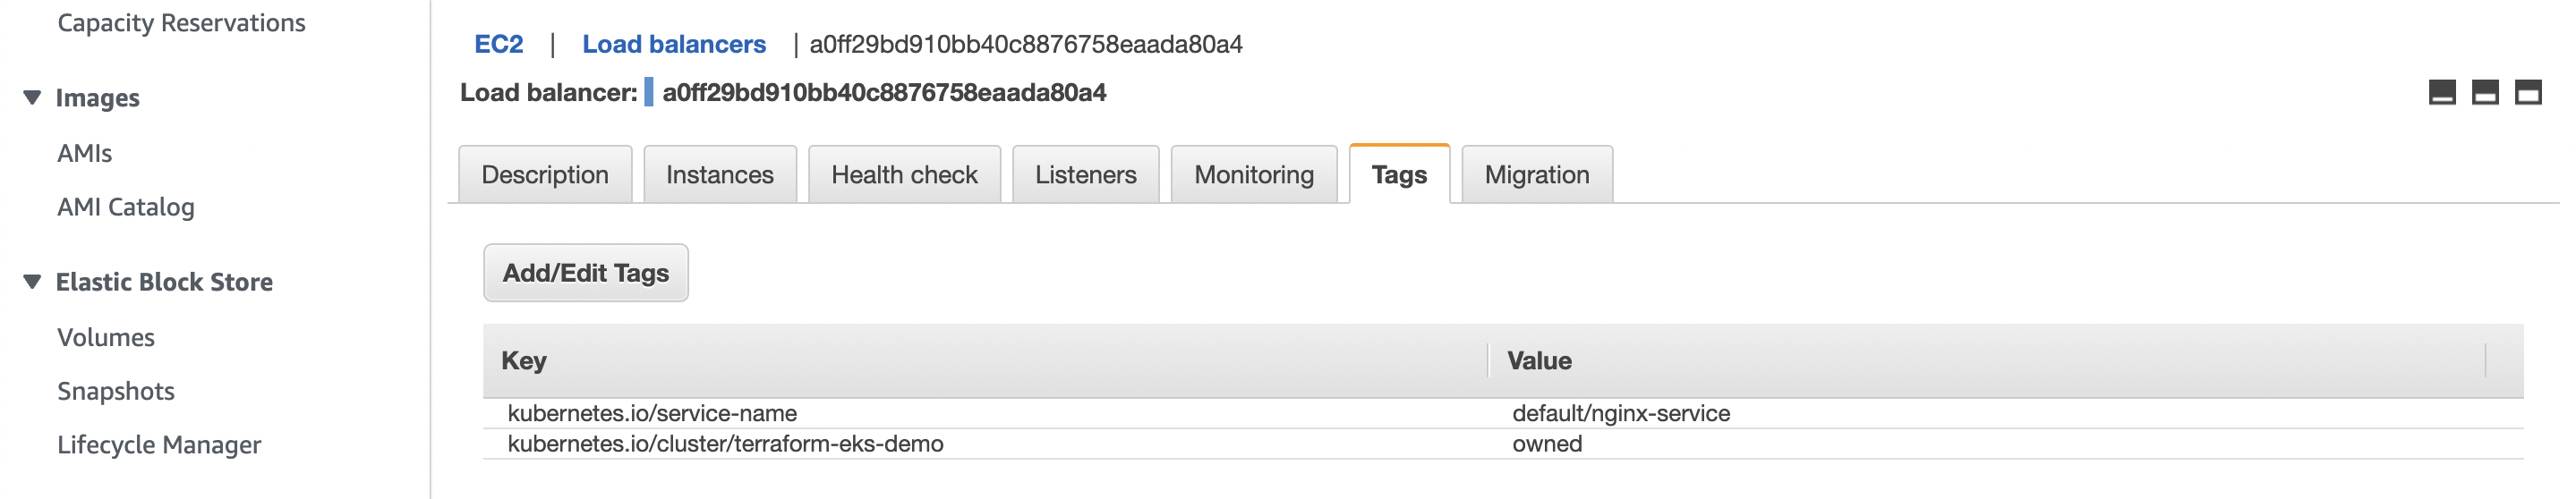 Capacity Reservations
Images
AMIs
AMI Catalog
Elastic Block Store
Volumes
Snapshots
Lifecycle Manager
EC2 | Load balancers | a0ff29bd910bb40c8876758eaada80a4
Load balancer: a0ff29bd910bb40c8876758eaada80a4
Description Instances Health check Listeners Monitoring Tags Migration
Add/Edit Tags
Key Value
kubernetes.io/service-name default/nginx-service
kubernetes.io/cluster/terraform-eks-demo owned